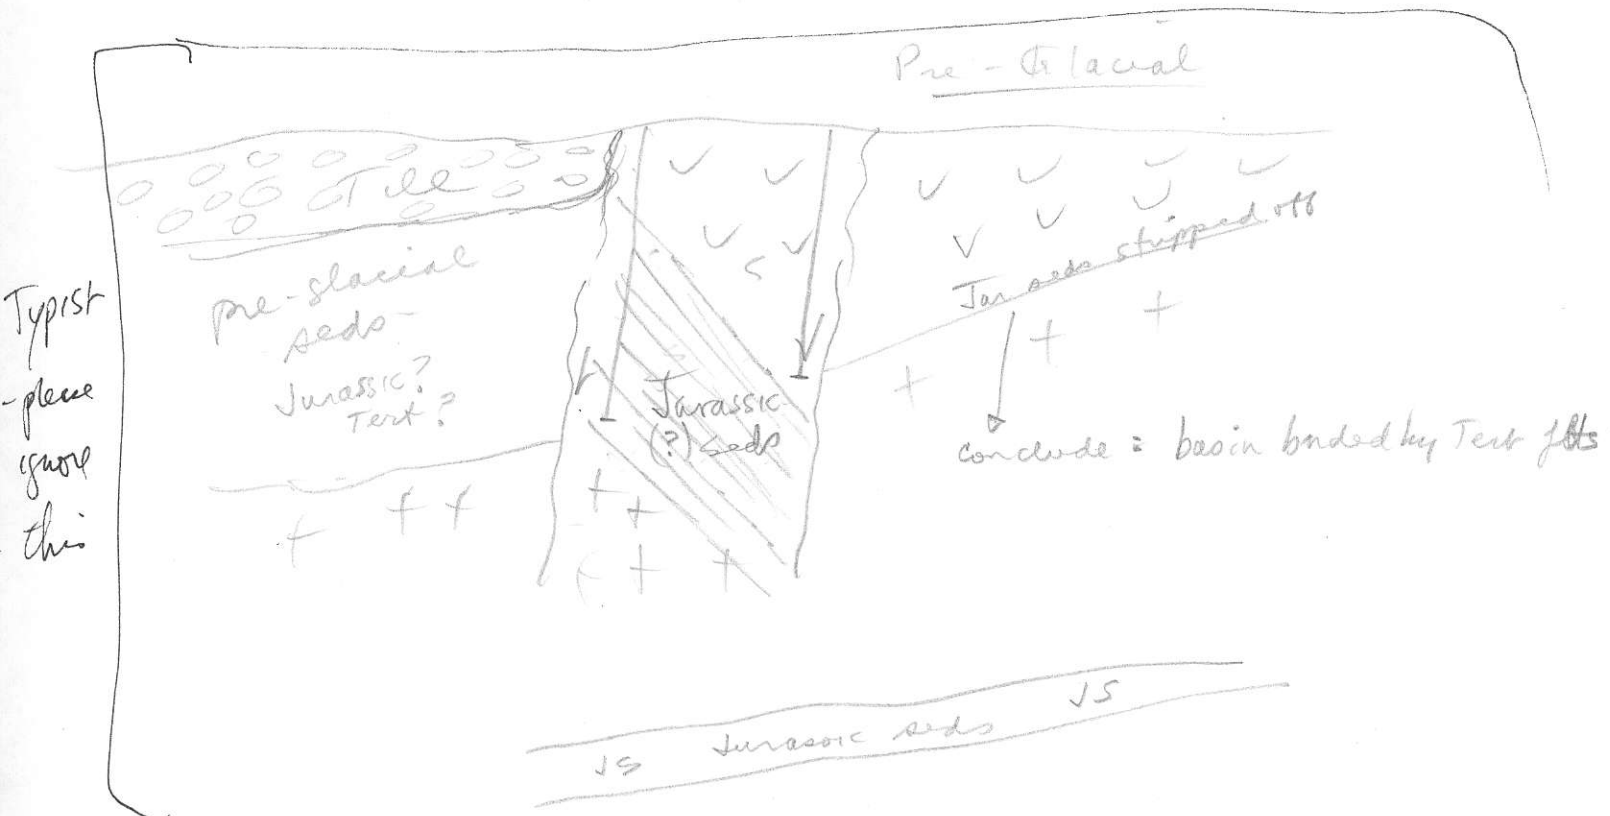 Pre-Glacial
Till
Jur seds stripped off
pre-glacial
seds-
Jurassic?
Tert?
Typist
-please
ignore
this
Jurassic
(?) seds
conclude: basin bonded by Tert flts
JS
Jurassic seds
JS